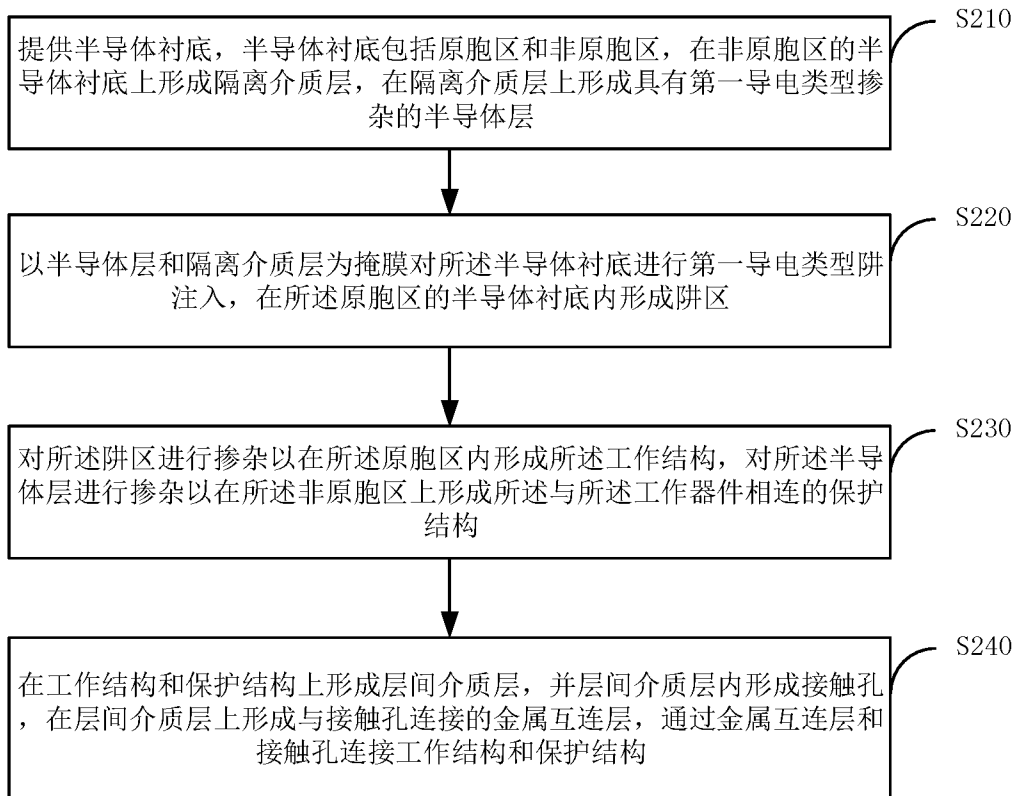 S210
提供半导体衬底，半导体衬底包括原胞区和非原胞区，在非原胞区的半
导体衬底上形成隔离介质层，在隔离介质层上形成具有第一导电类型掺
杂的半导体层
S220
以半导体层和隔离介质层为掩膜对所述半导体衬底进行第一导电类型阱
注入，在所述原胞区的半导体衬底内形成阱区
S230
对所述阱区进行掺杂以在所述原胞区内形成所述工作结构，对所述半导
体层进行掺杂以在所述非原胞区上形成所述与所述工作器件相连的保护
结构
S240
在工作结构和保护结构上形成层间介质层，并层间介质层内形成接触孔
，在层间介质层上形成与接触孔连接的金属互连层，通过金属互连层和
接触孔连接工作结构和保护结构